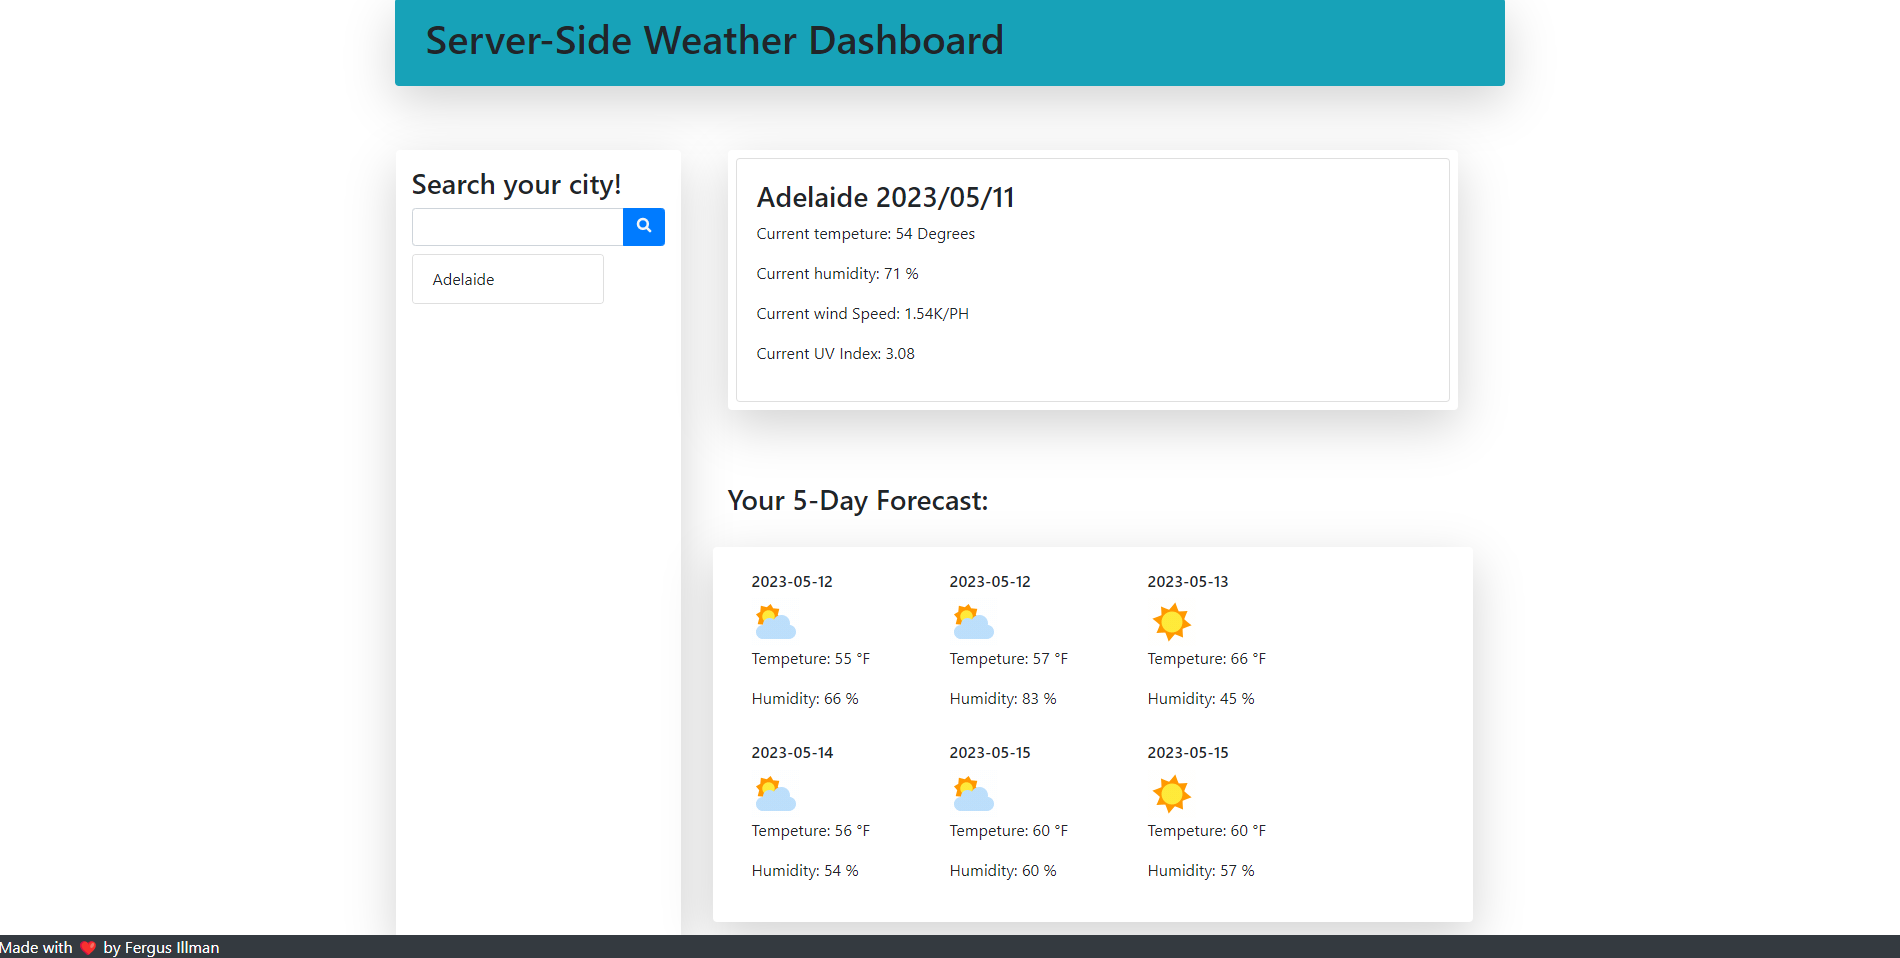 Server-Side Weather Dashboard
Search your city!
Adelaide
Adelaide 2023/05/11
Current tempeture: 54 Degrees
Current humidity: 71 %
Current wind Speed: 1.54K/PH
Current UV Index: 3.08
Your 5-Day Forecast:
2023-05-12
Tempeture: 55 °F
Humidity: 66 %
2023-05-12
Tempeture: 57 °F
Humidity: 83 %
2023-05-13
Tempeture: 66 °F
Humidity: 45 %
2023-05-14
Tempeture: 56 °F
Humidity: 54 %
2023-05-15
Tempeture: 60 °F
Humidity: 60 %
2023-05-15
Tempeture: 60 °F
Humidity: 57 %
Made with ❤️ by Fergus Illman